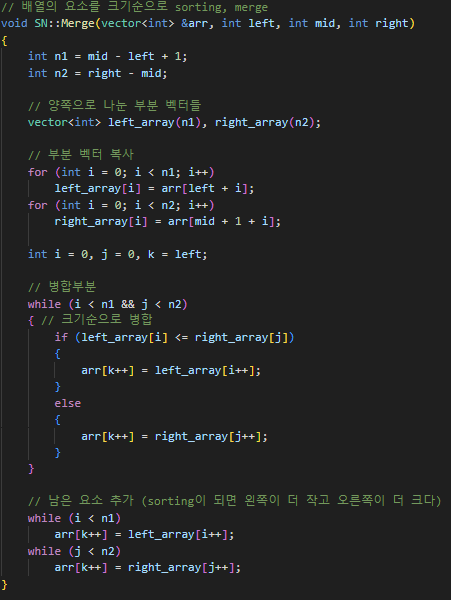 // 배열의 요소를 크기순으로 sorting, merge
void SN::Merge(vector<int> &arr, int left, int mid, int right)
{
    int n1 = mid - left + 1;
    int n2 = right - mid;

    // 양쪽으로 나눈 부분 벡터들
    vector<int> left_array(n1), right_array(n2);

    // 부분 벡터 복사
    for (int i = 0; i < n1; i++)
        left_array[i] = arr[left + i];
    for (int i = 0; i < n2; i++)
        right_array[i] = arr[mid + 1 + i];

    int i = 0, j = 0, k = left;

    // 병합부분
    while (i < n1 && j < n2)
    { // 크기순으로 병합
        if (left_array[i] <= right_array[j])
        {
            arr[k++] = left_array[i++];
        }
        else
        {
            arr[k++] = right_array[j++];
        }
    }

    // 남은 요소 추가 (sorting이 되면 왼쪽이 더 작고 오른쪽이 더 크다)
    while (i < n1)
        arr[k++] = left_array[i++];
    while (j < n2)
        arr[k++] = right_array[j++];
}